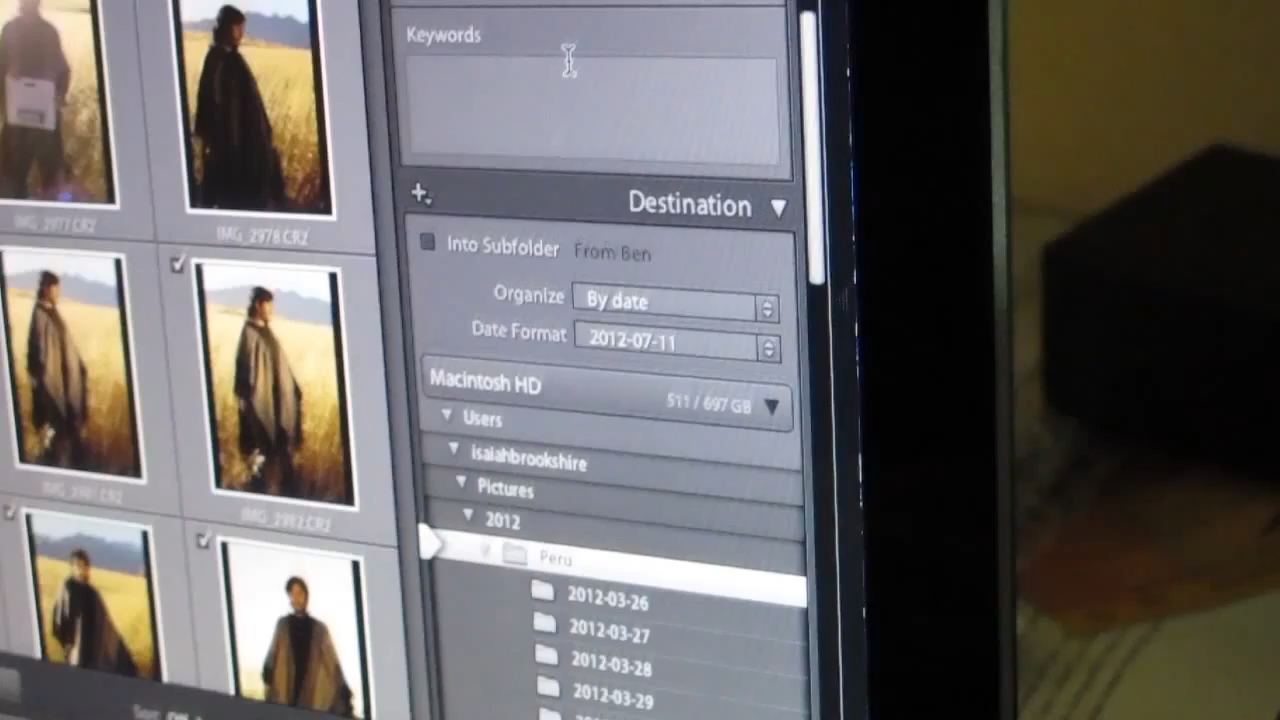 Keywords
IMG_2977.CR2
IMG_2978.CR2
Destination
Into Subfolder From Ben
Organize By date
Date Format 2012-07-11
Macintosh HD 511 / 697 GB
Users
isaiahbrookshire
Pictures
2012
Peru
IMG_2982.CR2
2012-03-26
2012-03-27
2012-03-28
2012-03-29